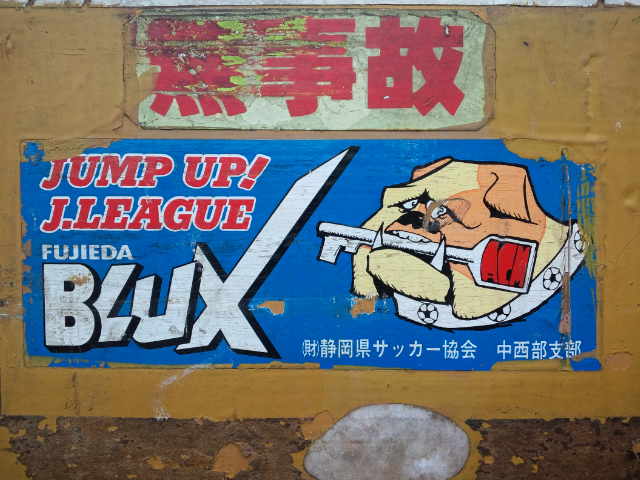 無事故
JUMP UP!
J.LEAGUE
FUJIEDA
BLUX
ACM
(財)静岡県サッカー協会 中西部支部